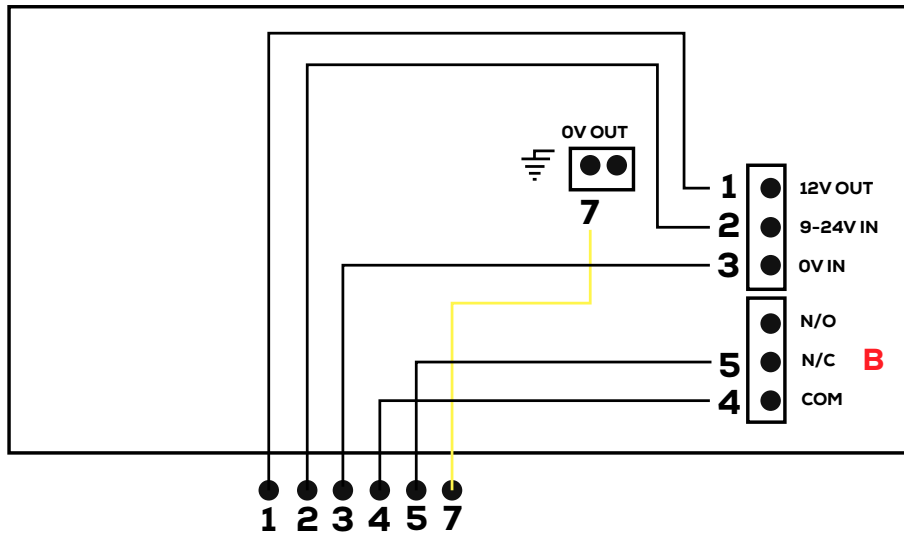 0V OUT
7
1 12V OUT
2 9-24V IN
3 0V IN
N/O
5 N/C B
4 COM
1 2 3 4 5 7